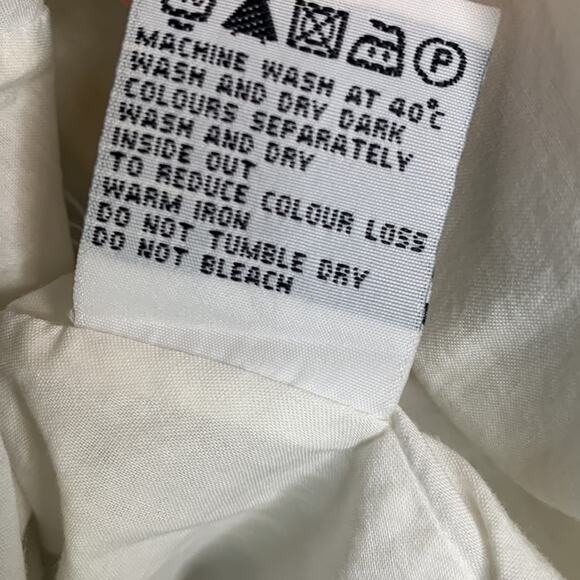 P
MACHINE WASH AT 40°C
WASH AND DRY DARK
COLOURS SEPARATELY
WASH AND DRY
INSIDE OUT
TO REDUCE COLOUR LOSS
WARM IRON
DO NOT TUMBLE DRY
DO NOT BLEACH